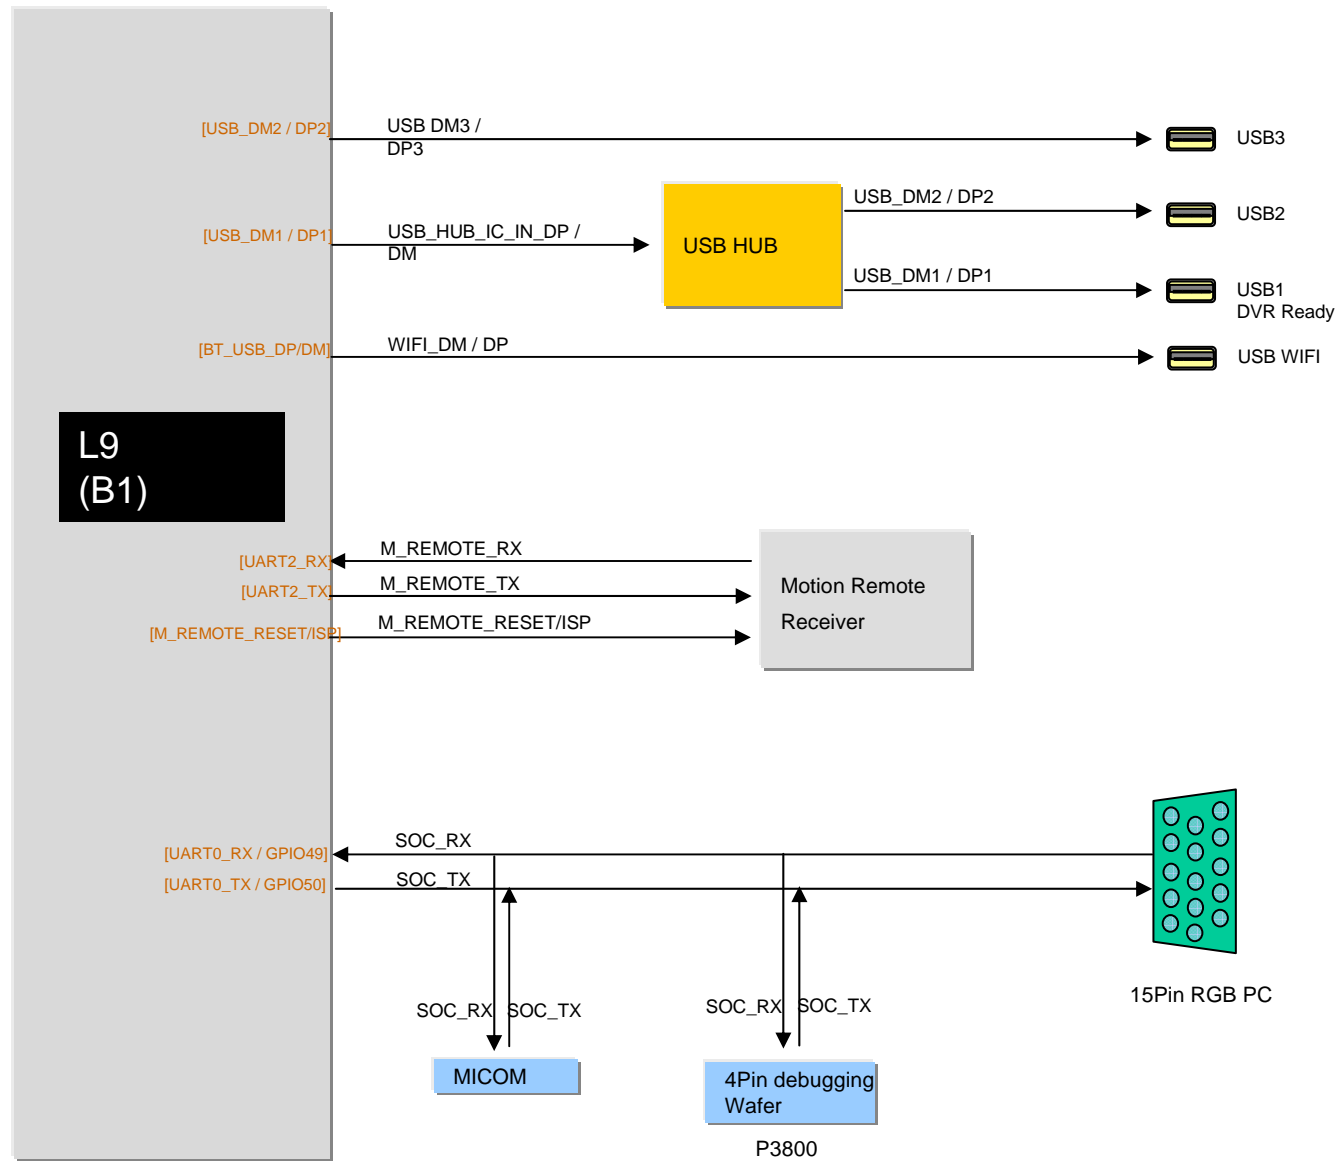 [USB_DM2 / DP2]
USB DM3 /
DP3
USB3
USB_DM2 / DP2
USB2
[USB_DM1 / DP1]
USB_HUB_IC_IN_DP /
DM
USB HUB
USB_DM1 / DP1
USB1
DVR Ready
[BT_USB_DP/DM]
WIFI_DM / DP
USB WIFI
L9
(B1)
[UART2_RX]
M_REMOTE_RX
[UART2_TX]
M_REMOTE_TX
[M_REMOTE_RESET/ISP]
M_REMOTE_RESET/ISP
Motion Remote
Receiver
[UART0_RX / GPIO49]
SOC_RX
[UART0_TX / GPIO50]
SOC_TX
SOC_RX
SOC_TX
SOC_RX
SOC_TX
15Pin RGB PC
MICOM
4Pin debugging
Wafer
P3800